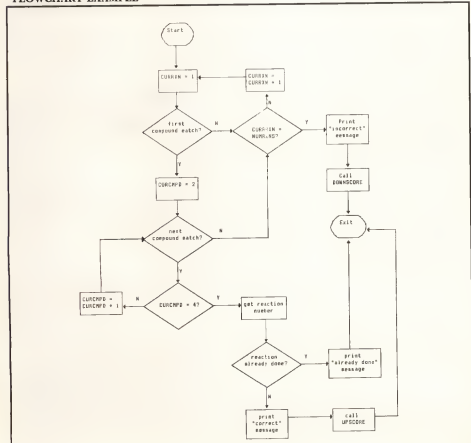 FLOWCHART EXAMPLE
Start
CURRXN = 1
CURRXN =
CURRXN + 1
first
compound match?
N
CURRXN =
NUMRXNS?
N
Y
Print
"incorrect"
message
Y
Call
DOWNSCORE
CURCMPD = 2
Exit
next
compound match?
N
Y
CURCMPD =
CURCMPD + 1
N
CURCMPD = 4?
Y
get reaction
number
reaction
already done?
Y
print
"already done"
message
N
print
"correct"
message
call
UPSCORE